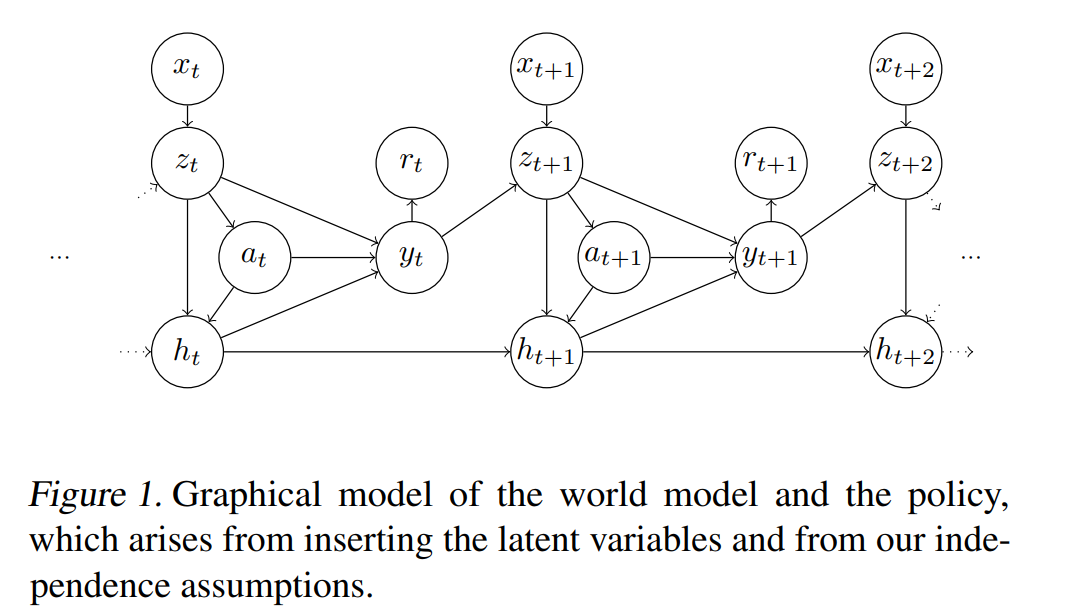 x_t x_{t+1} x_{t+2}
z_t r_t z_{t+1} r_{t+1} z_{t+2}
... a_t y_t a_{t+1} y_{t+1} ...
h_t h_{t+1} h_{t+2}
Figure 1. Graphical model of the world model and the policy,
which arises from inserting the latent variables and from our inde-
pendence assumptions.